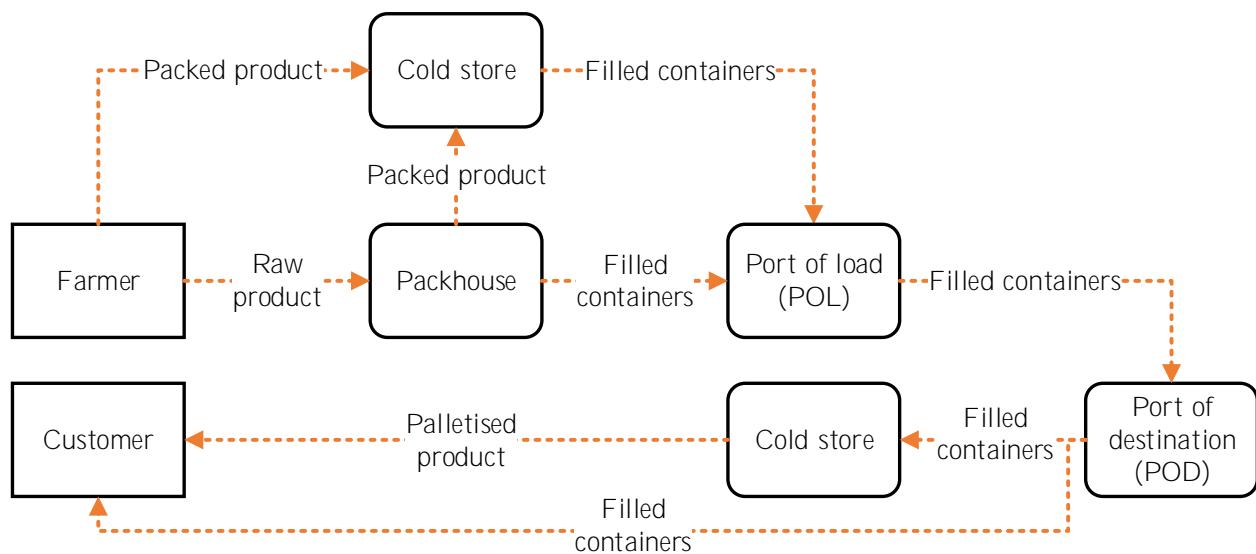 Packed product
Cold store
Filled containers
Packed product
Farmer
Raw
product
Packhouse
Filled
containers
Port of load
(POL)
Filled containers
Customer
Palletised
product
Cold store
Filled
containers
Port of
destination
(POD)
Filled
containers